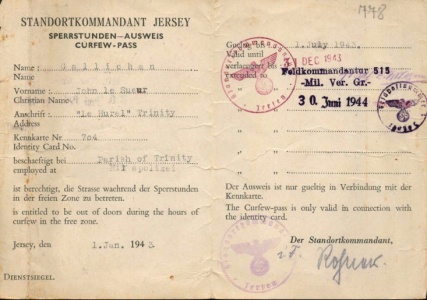 778
STANDORTKOMMANDANT JERSEY
SPERRSTUNDEN—AUSWEIS
CURFEW-PASS
Name : Gallichan
Name
Vorname : John le Sueur
Christian Name
Anschrift : "Le Hurel" Trinity
Address
Kennkarte Nr 704
Identity Card No.
beschaeftigt bei Parish of Trinity
employed at
ist berechtigt, die Strasse wachrend der Sperrstunden
in der freien Zone zu betreten.
is entitled to be out of doors during the hours of
curfew in the free zone.
Jersey, den 1.Jan. 1943.
DIENSTSIEGEL.
Gueltig bis 1.July 1943.
Valid until
verlaengert bis 31 DEC 1943
extended to
Feldkommandantur 515
-Mil. Ver. Gr.-
30. Juni 1944
Der Ausweis ist nur gueltig in Verbindung mit der
Kennkarte.
The Curfew-pass is only valid in connection with
the identity card.
Der Standortkommandant,